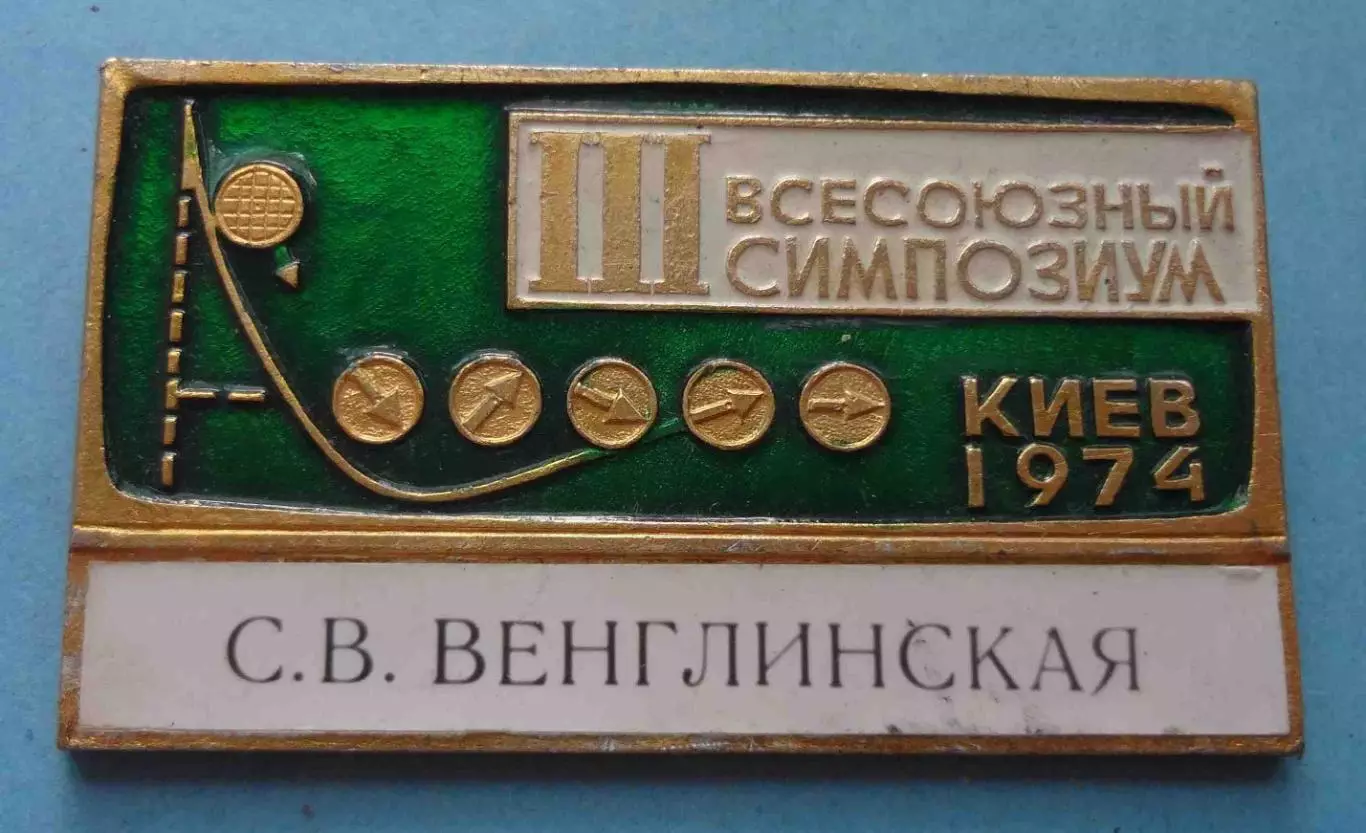 III ВСЕСОЮЗНЫЙ
СИМПОЗИУМ
КИЕВ
1974
С.В. ВЕНГЛИНСКАЯ